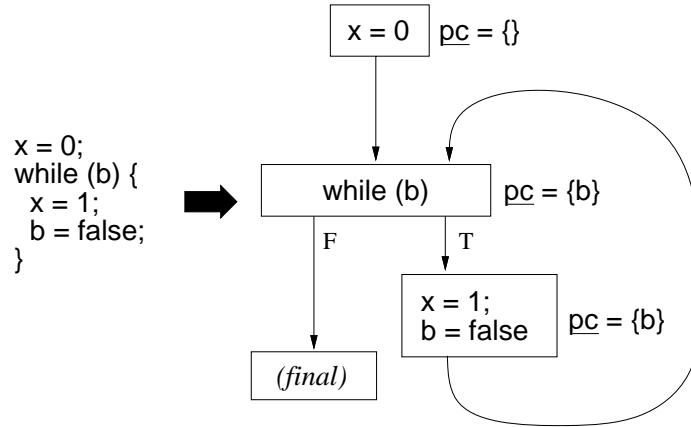 x = 0 pc = {}
x = 0;
while (b) {
x = 1;
b = false;
}
while (b) pc = {b}
F T
x = 1;
b = false pc = {b}
(final)